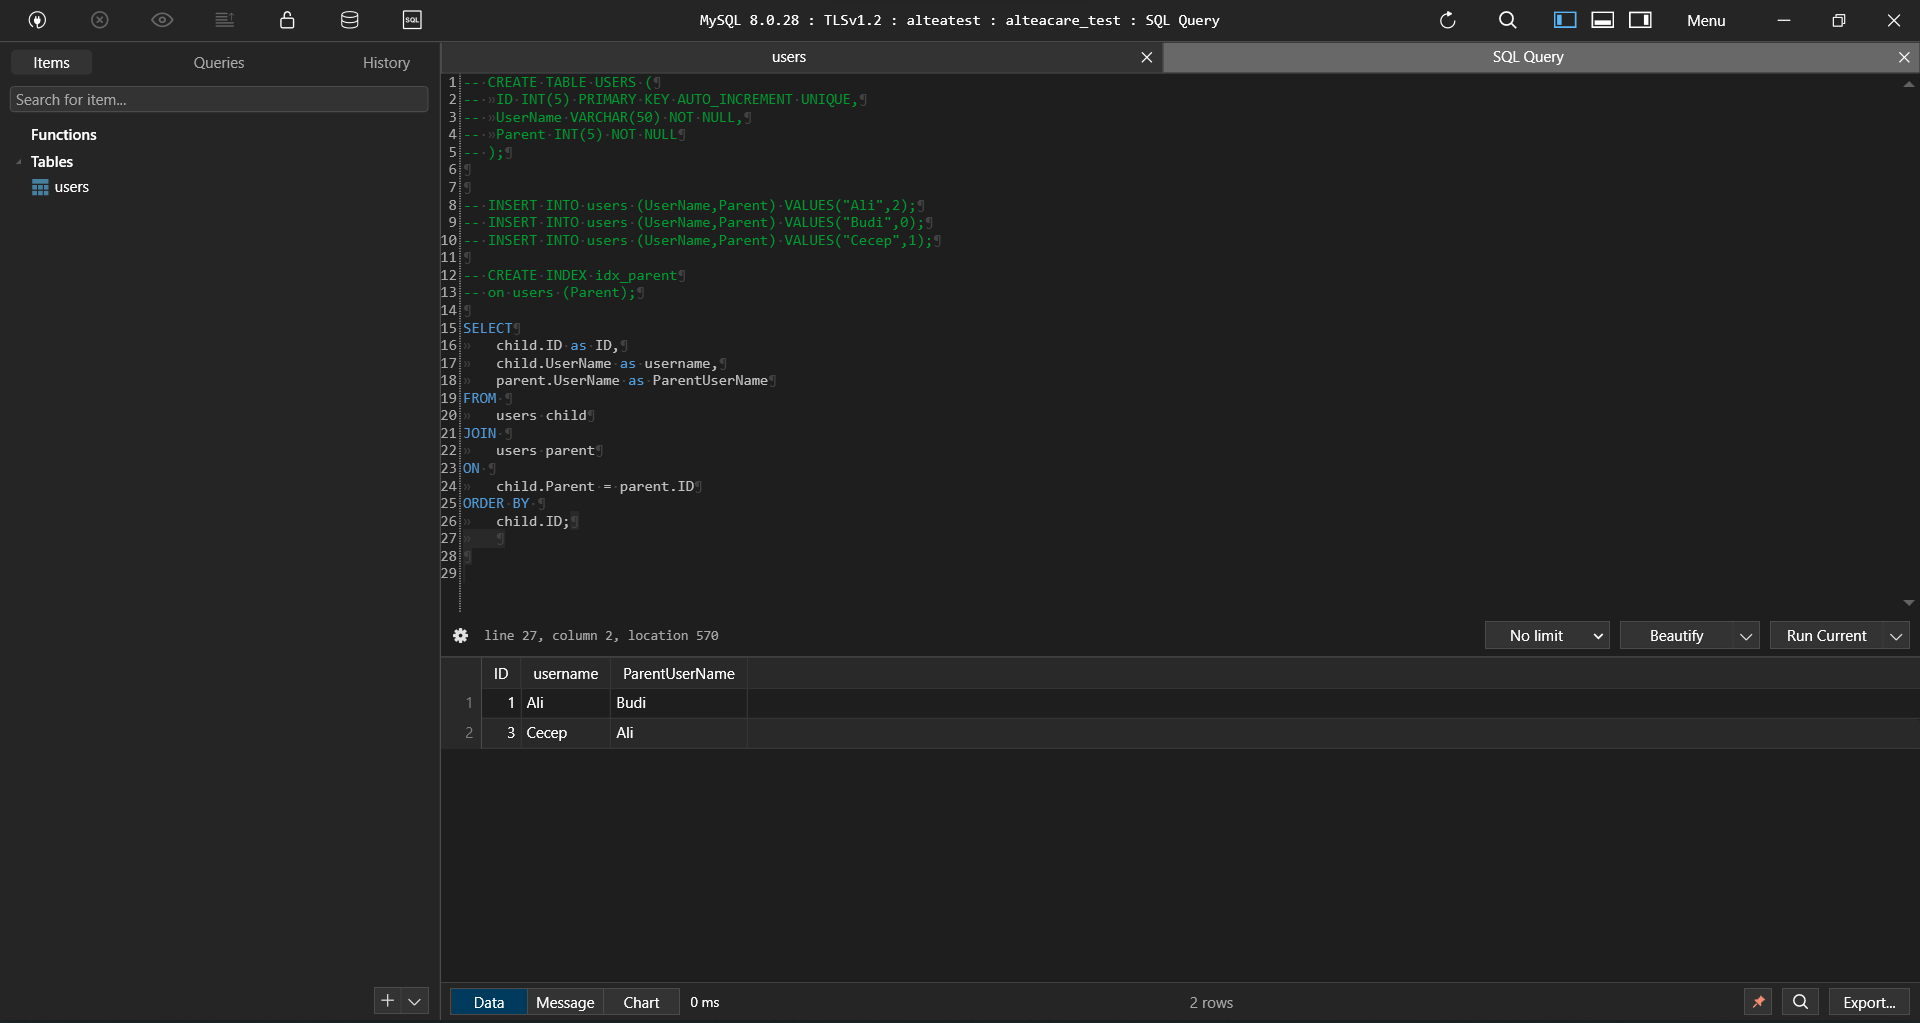 SQL
MySQL 8.0.28 : TLSv1.2 : alteatest : alteacare_test : SQL Query
Menu
Items
Queries
History
users
SQL Query
Search for item...
Functions
Tables
users
1 -- CREATE TABLE USERS (
2 -- ID INT(5) PRIMARY KEY AUTO_INCREMENT UNIQUE,
3 -- UserName VARCHAR(50) NOT NULL,
4 -- Parent INT(5) NOT NULL
5 -- );
6
7
8 -- INSERT INTO users (UserName,Parent) VALUES("Ali",2);
9 -- INSERT INTO users (UserName,Parent) VALUES("Budi",0);
10 -- INSERT INTO users (UserName,Parent) VALUES("Cecep",1);
11
12 -- CREATE INDEX idx_parent
13 -- on users (Parent);
14
15 SELECT
16 child.ID as ID,
17 child.UserName as username,
18 parent.UserName as ParentUserName
19 FROM
20 users child
21 JOIN
22 users parent
23 ON
24 child.Parent = parent.ID
25 ORDER BY
26 child.ID;
27
28
29
line 27, column 2, location 570
No limit
Beautify
Run Current
ID username ParentUserName
1 1 Ali Budi
2 3 Cecep Ali
Data Message Chart 0 ms
2 rows
Export...